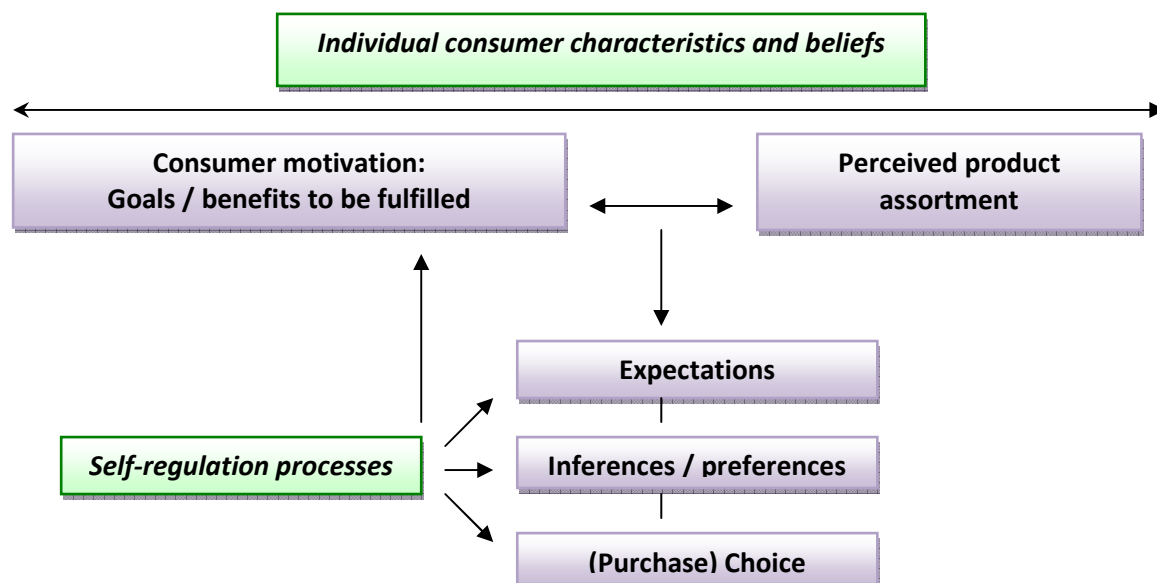 Individual consumer characteristics and beliefs
Consumer motivation:
Goals / benefits to be fulfilled
Perceived product
assortment
Expectations
Self-regulation processes
Inferences / preferences
(Purchase) Choice